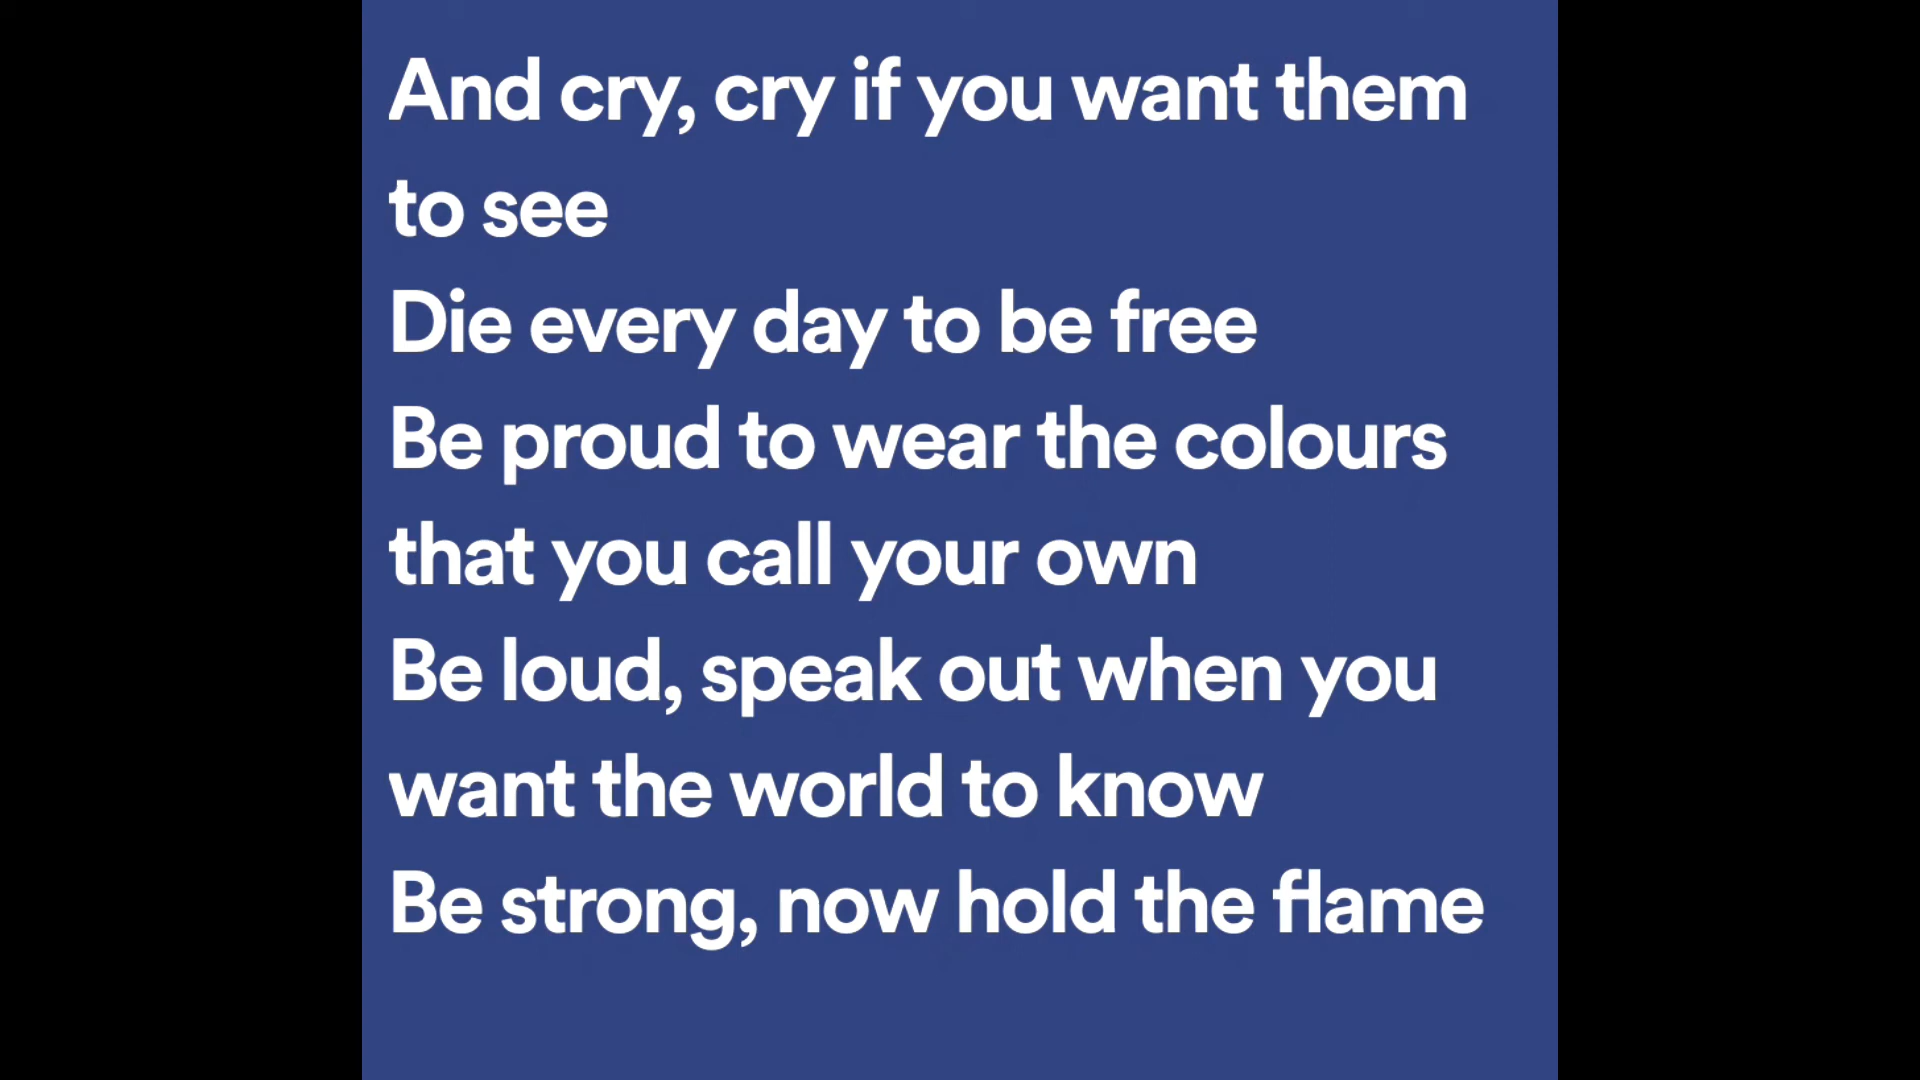 And cry, cry if you want them
to see
Die every day to be free
Be proud to wear the colours
that you call your own
Be loud, speak out when you
want the world to know
Be strong, now hold the flame